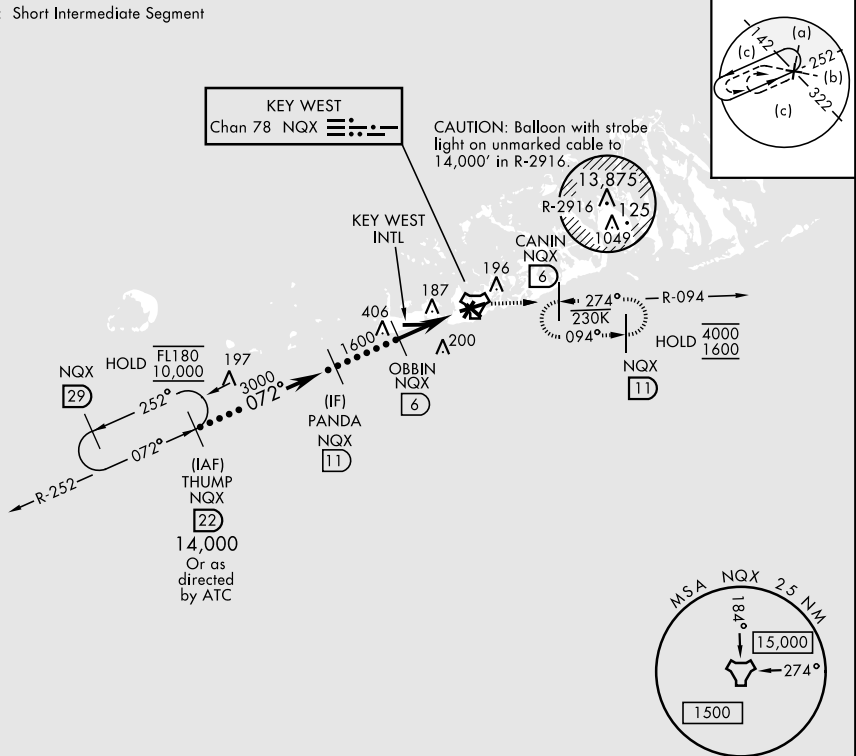 : Short Intermediate Segment
(a)
(c)
142
252
(b)
322
(c)
KEY WEST
Chan 78 NQX
CAUTION: Balloon with strobe
light on unmarked cable to
14,000' in R-2916.
13,875
R-2916
125
1049
KEY WEST
INTL
CANIN
NQX
6
196
187
406
274°
R-094
230K
094°
HOLD
4000
1600
NQX
11
1600
200
OBBIN
NQX
6
HOLD
FL180
10,000
197
NQX
29
3000
252°
072°
072°
(IF)
PANDA
NQX
11
R-252
(IAF)
THUMP
NQX
22
14,000
Or as
directed
by ATC
MSA NQX 25 NM
184°
15,000
274°
1500